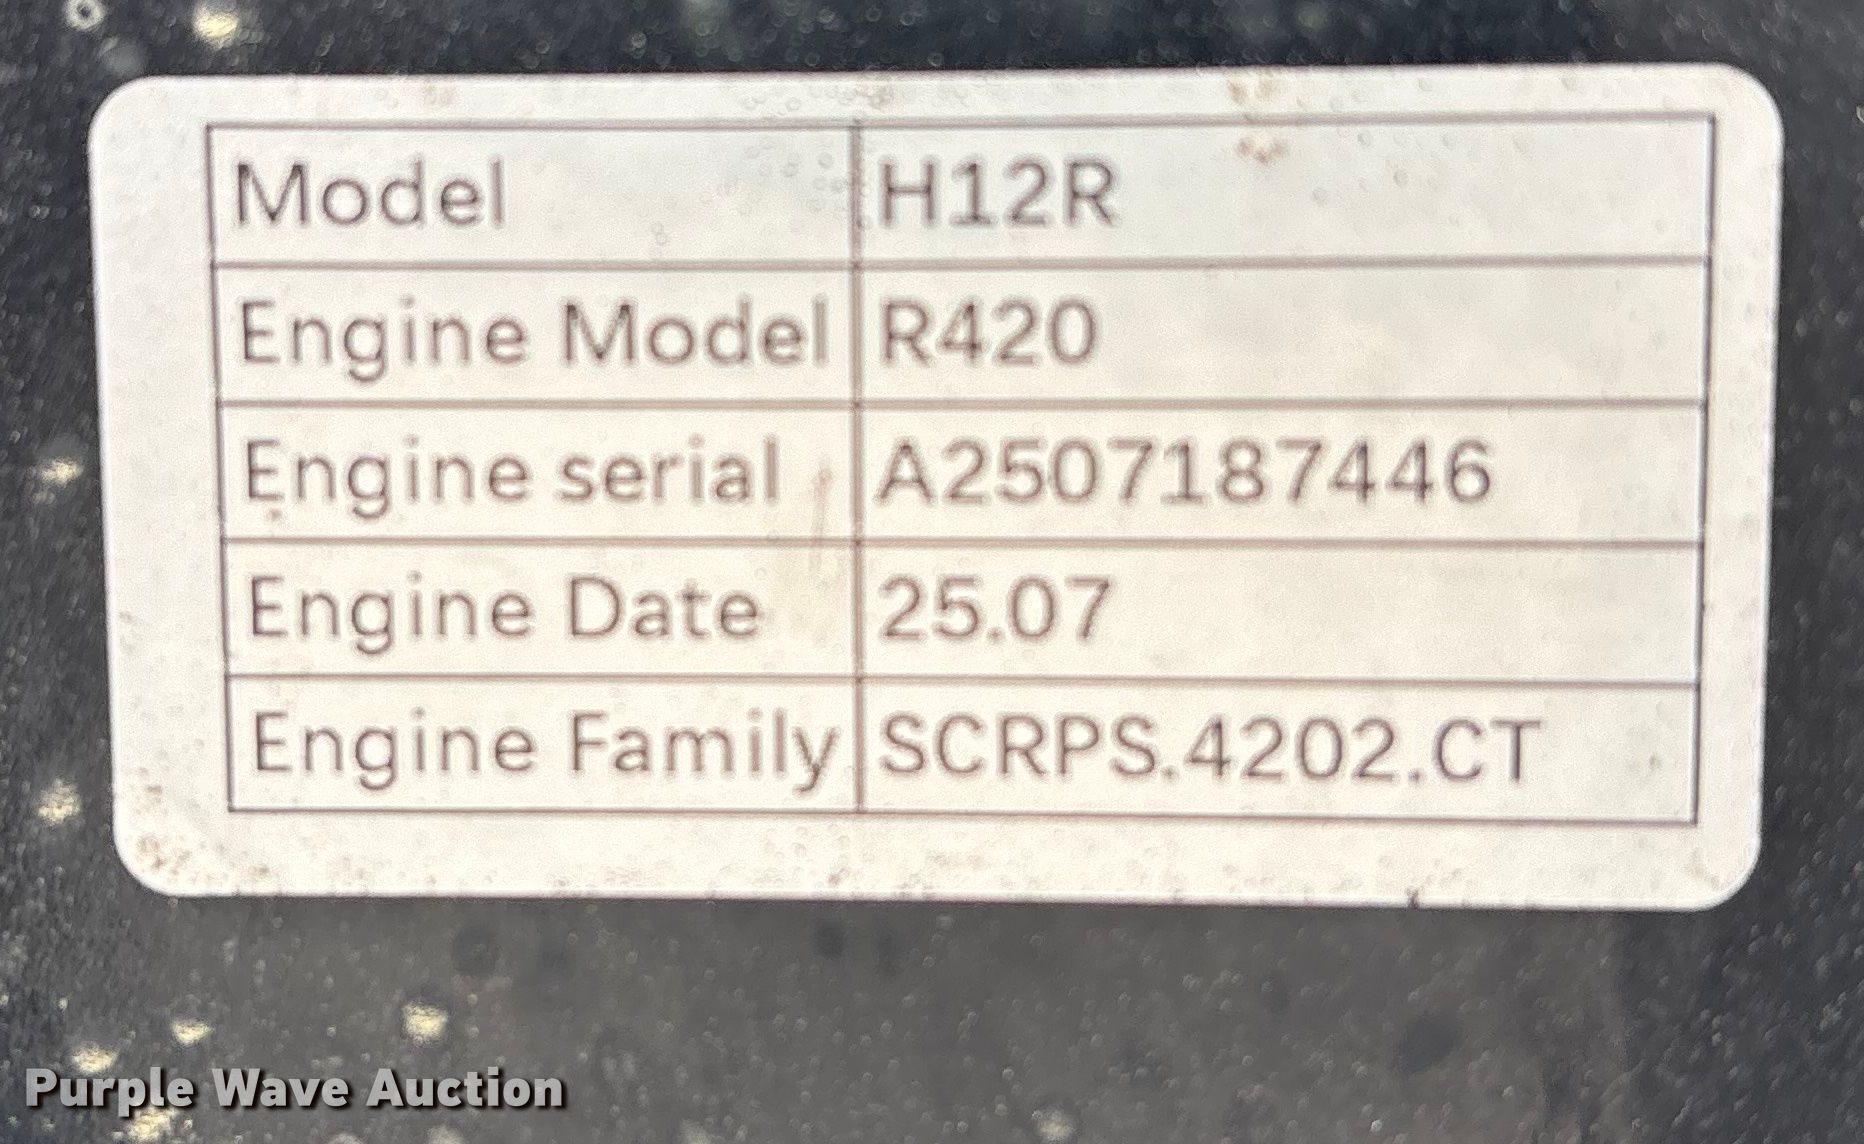 Model H12R
Engine Model R420
Engine serial A2507187446
Engine Date 25.07
Engine Family SCRPS.4202.CT
Purple Wave Auction